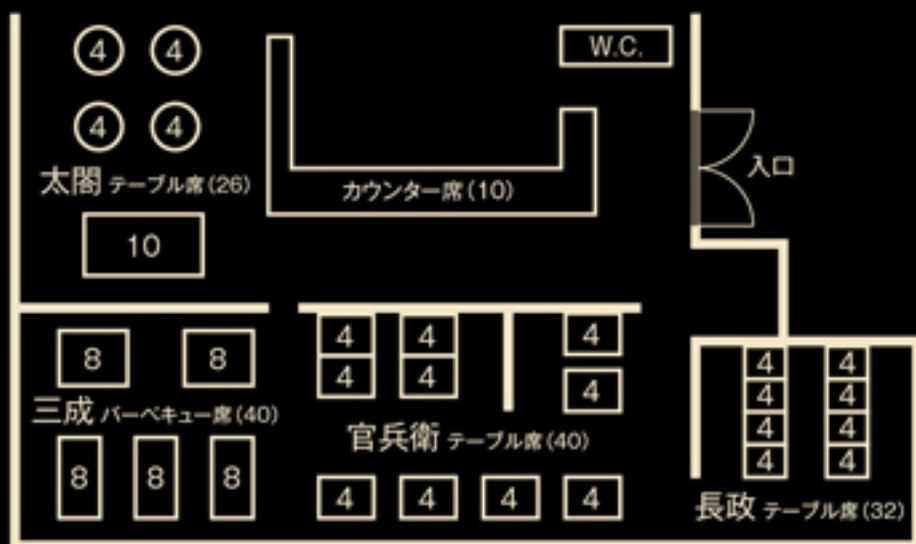 4 4
W.C.
4 4
太閤 テーブル席(26)
カウンター席(10)
入口
10
8 8
三成 バーベキュー席(40)
8 8 8
4 4 4
4 4 4
官兵衛 テーブル席(40)
4 4 4 4
4 4
4 4
4 4
4 4
長政 テーブル席(32)